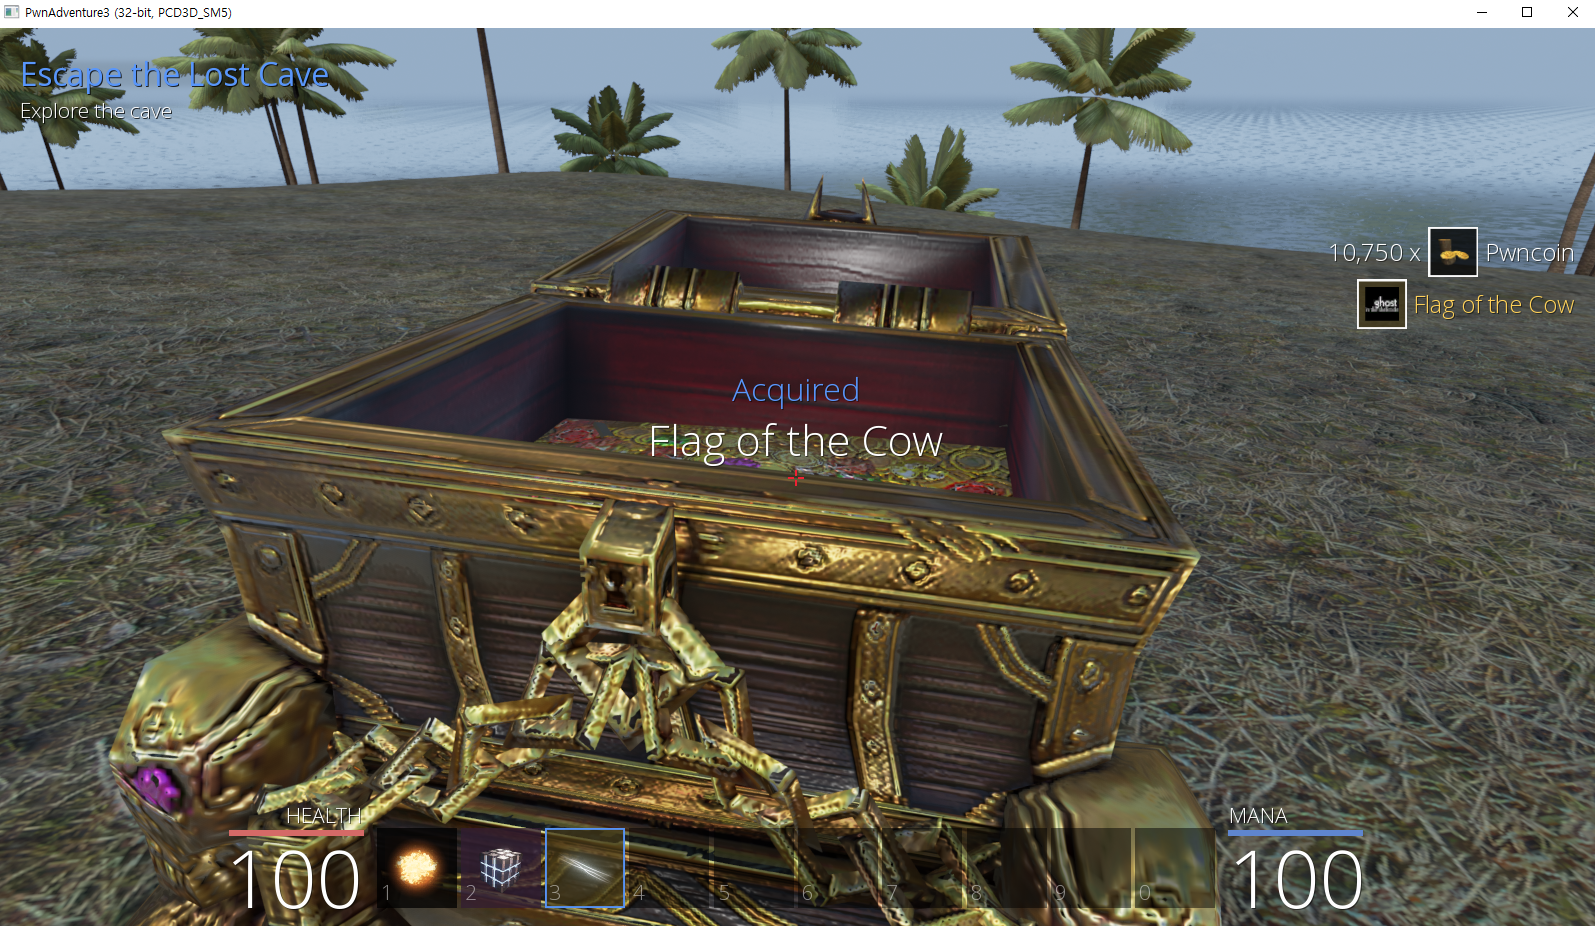 PwnAdventure3 (32-bit, PCD3D_SM5)
Escape the Lost Cave
Explore the cave
10,750 x Pwncoin
ghost
Flag of the Cow
Acquired
Flag of the Cow
HEALTH
100
1 2 3 4 5 6 7 8 9 0
MANA
100